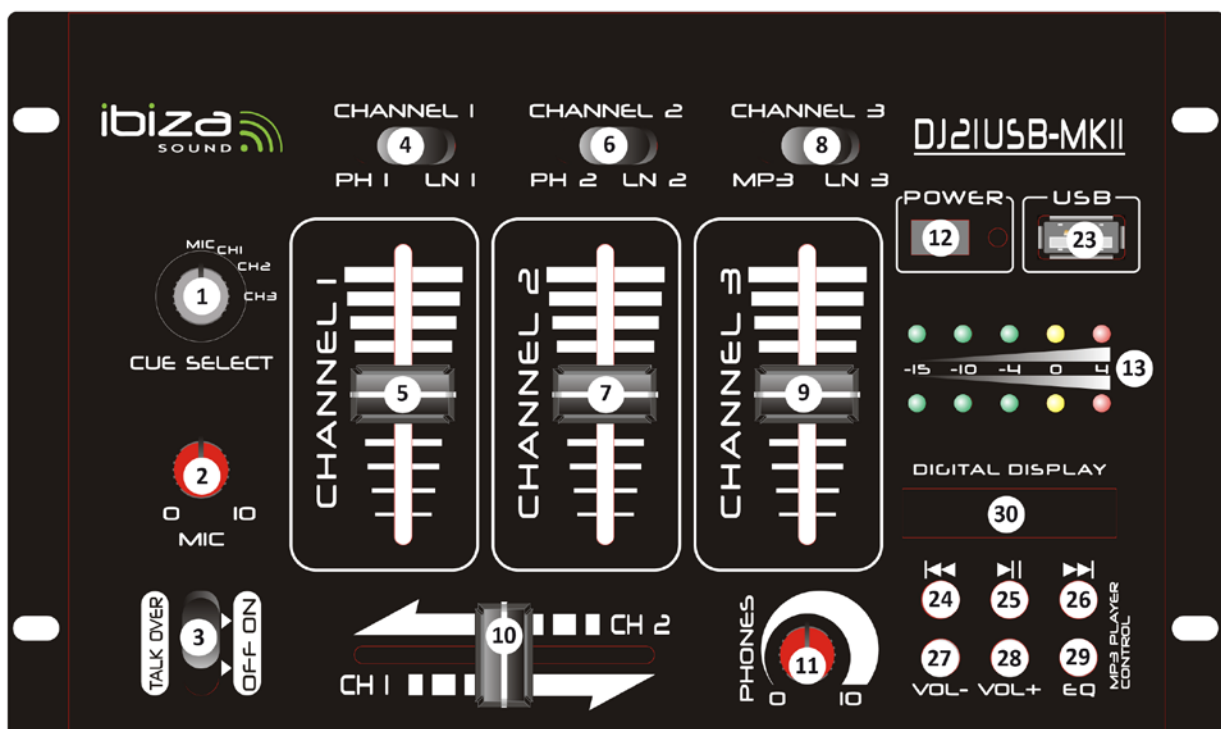 ibiza
SOUND
CHANNEL 1
4
PH 1 LN 1
CHANNEL 2
6
PH 2 LN 2
CHANNEL 3
8
MP3 LN 3
DJ21USB-MKII
POWER
12
USB
23
MIC
CH1
CH2
CH3
1
CUE SELECT
CHANNEL 1
5
CHANNEL 2
7
CHANNEL 3
9
-15 -10 -4 0 4
13
2
0 10
MIC
DIGITAL DISPLAY
30
24 25 26
27 28 29
VOL- VOL+ EQ
MP3 PLAYER
CONTROL
TALK OVER
3
OFF ON
10
CH 2
CH 1
PHONES
11
0 10